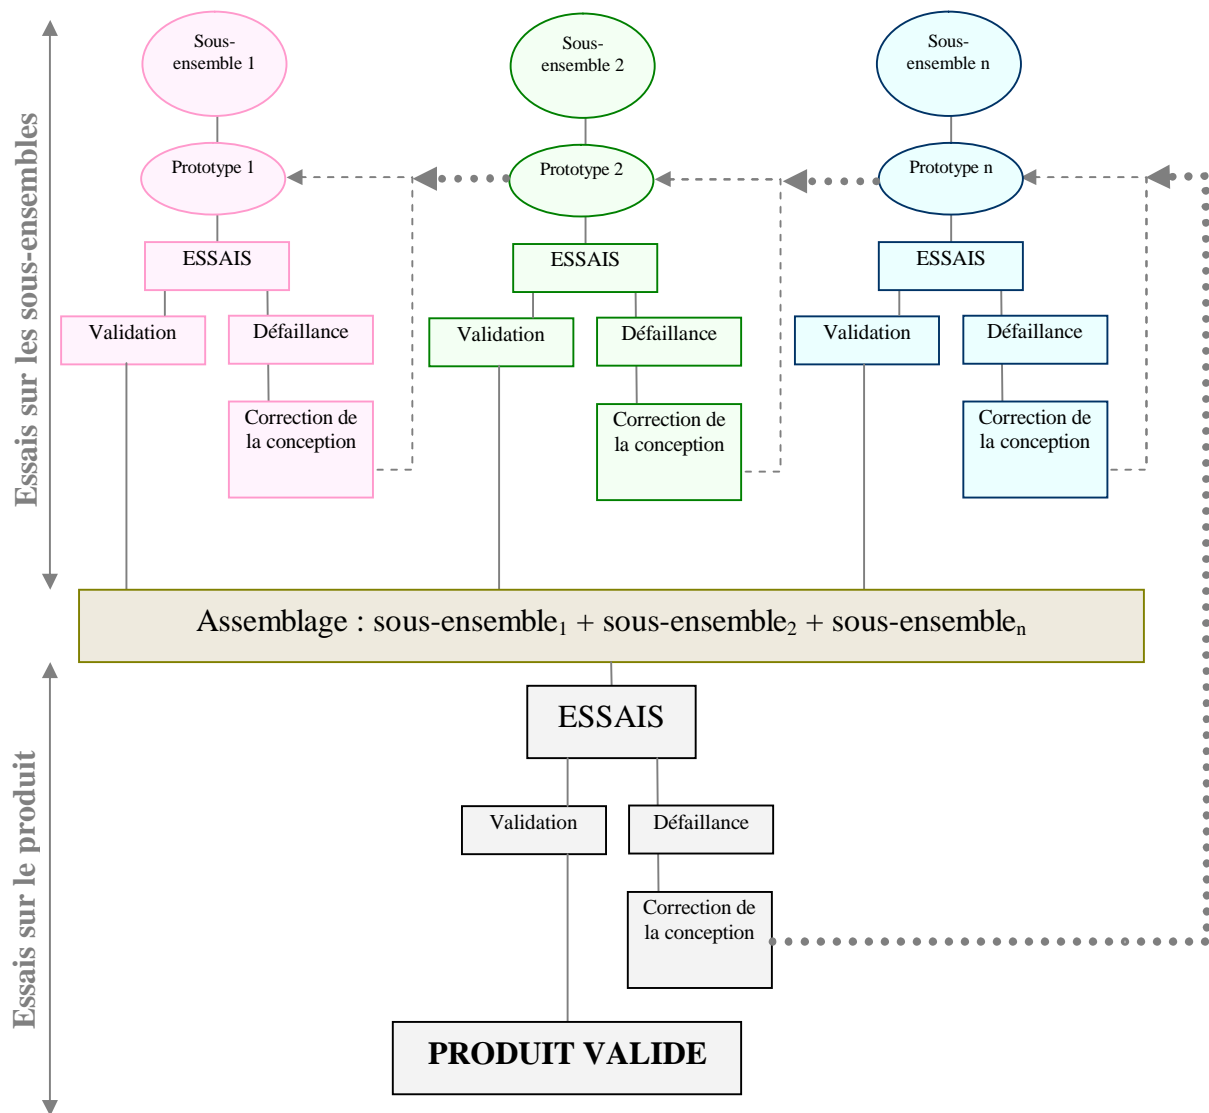 Essais sur les sous-ensembles
Sous-
ensemble 1
Sous-
ensemble 2
Sous-
ensemble n
Prototype 1
Prototype 2
Prototype n
ESSAIS
ESSAIS
ESSAIS
Validation
Défaillance
Validation
Défaillance
Validation
Défaillance
Correction de
la conception
Correction de
la conception
Correction de
la conception
Assemblage : sous-ensemble₁ + sous-ensemble₂ + sous-ensembleₙ
Essais sur le produit
ESSAIS
Validation
Défaillance
Correction de
la conception
PRODUIT VALIDE